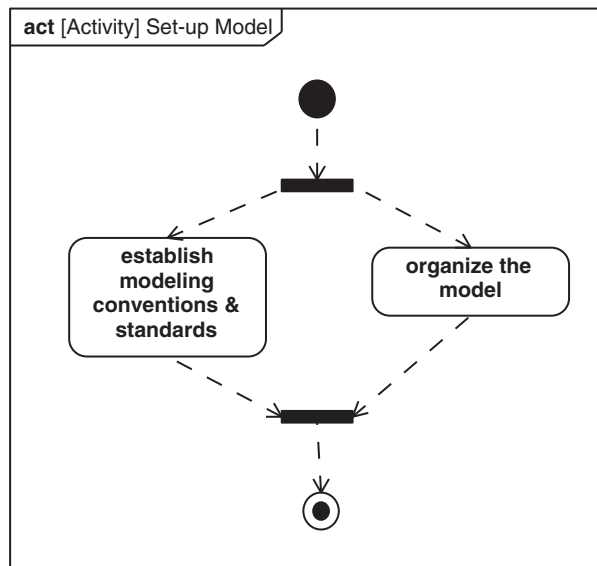 act [Activity] Set-up Model
establish
modeling
conventions &
standards
organize the
model